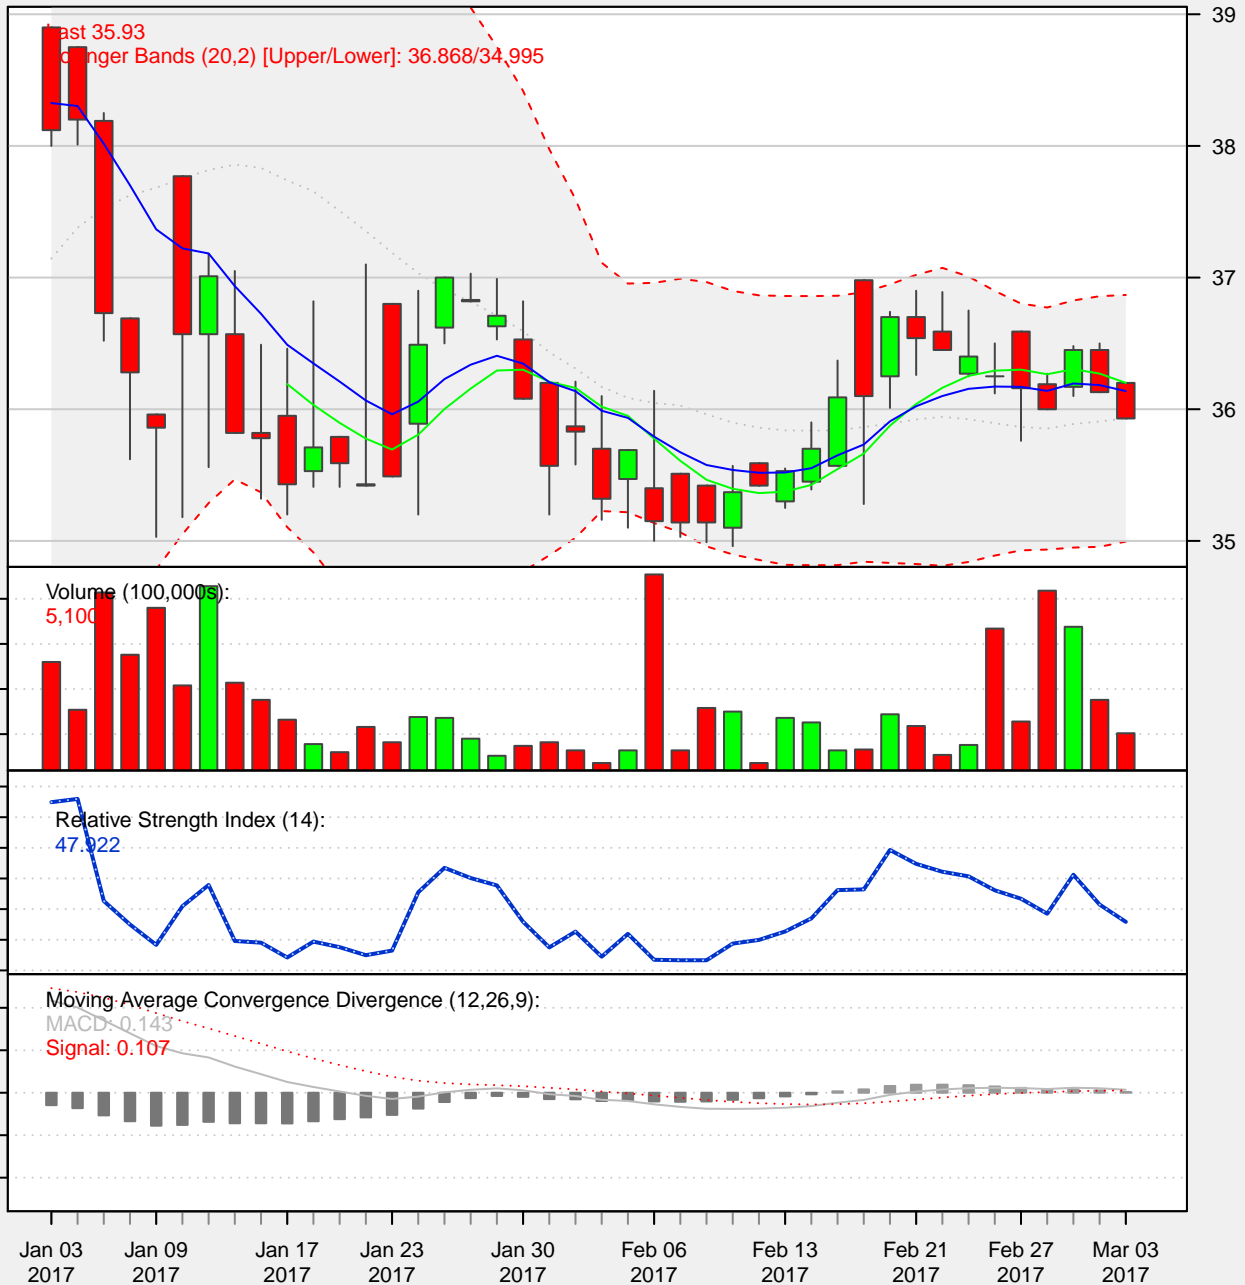 Last 35.93
Bollinger Bands (20,2) [Upper/Lower]: 36.868/34.995
39
38
37
36
35
Volume (100,000s):
5,100
Relative Strength Index (14):
47.922
Moving Average Convergence Divergence (12,26,9):
MACD: 0.143
Signal: 0.107
Jan 03 Jan 09 Jan 17 Jan 23 Jan 30 Feb 06 Feb 13 Feb 21 Feb 27 Mar 03
2017 2017 2017 2017 2017 2017 2017 2017 2017 2017